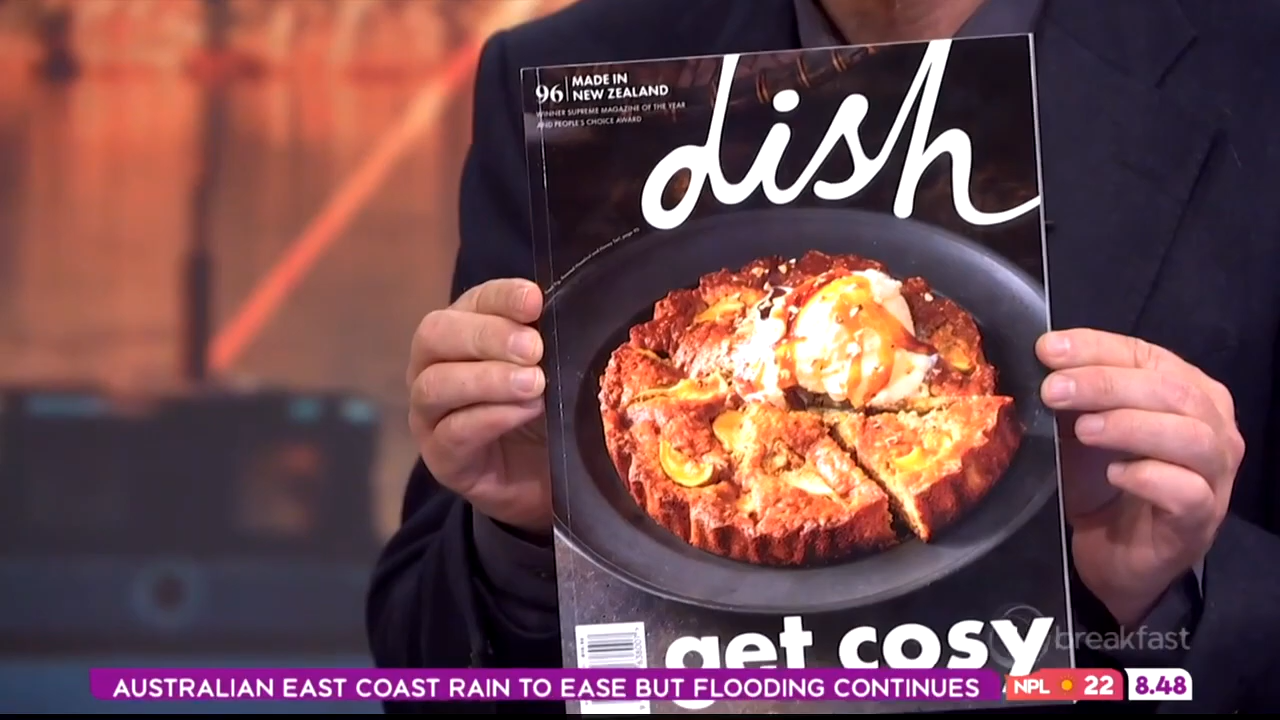 96
MADE IN
NEW ZEALAND
WINNER SUPREME MAGAZINE OF THE YEAR
AND PEOPLE'S CHOICE AWARD
dish
get cosy
breakfast
AUSTRALIAN EAST COAST RAIN TO EASE BUT FLOODING CONTINUES
NPL 22
8.48